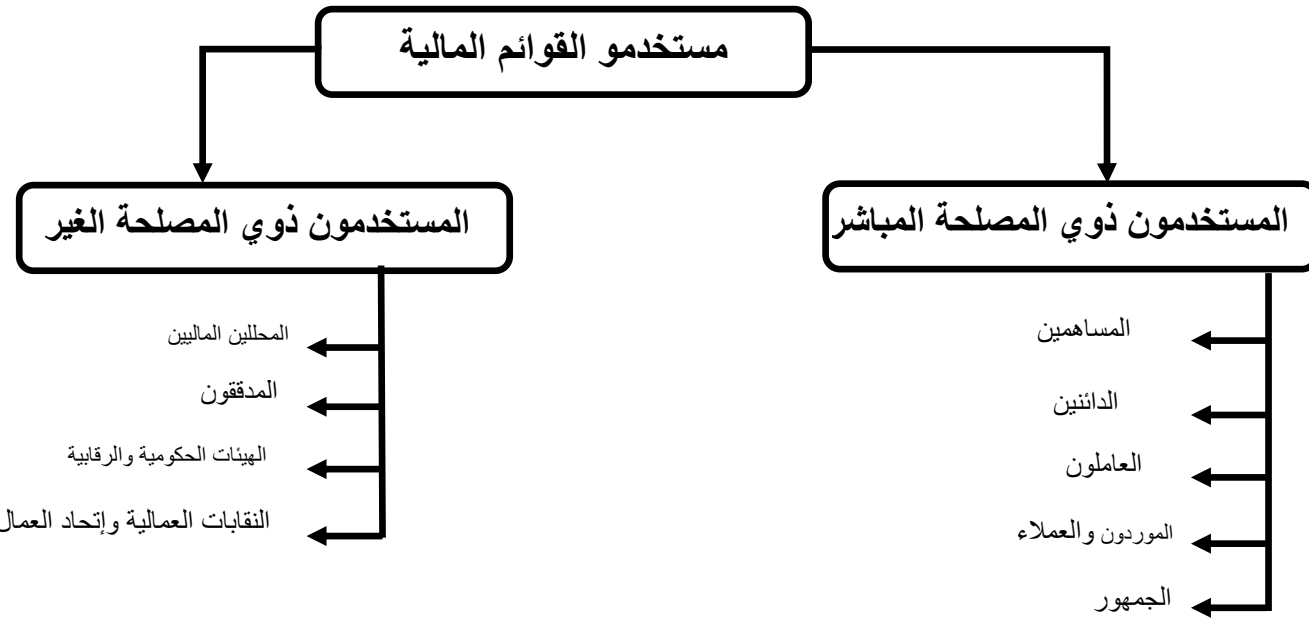 مستخدمو القوائم المالية
المستخدمون ذوي المصلحة المباشر
المساهمين
الدائنين
العاملون
الموردون والعملاء
الجمهور
المستخدمون ذوي المصلحة الغير
المحللين الماليين
المدققون
الهيئات الحكومية والرقابية
النقابات العمالية وإتحاد العمال